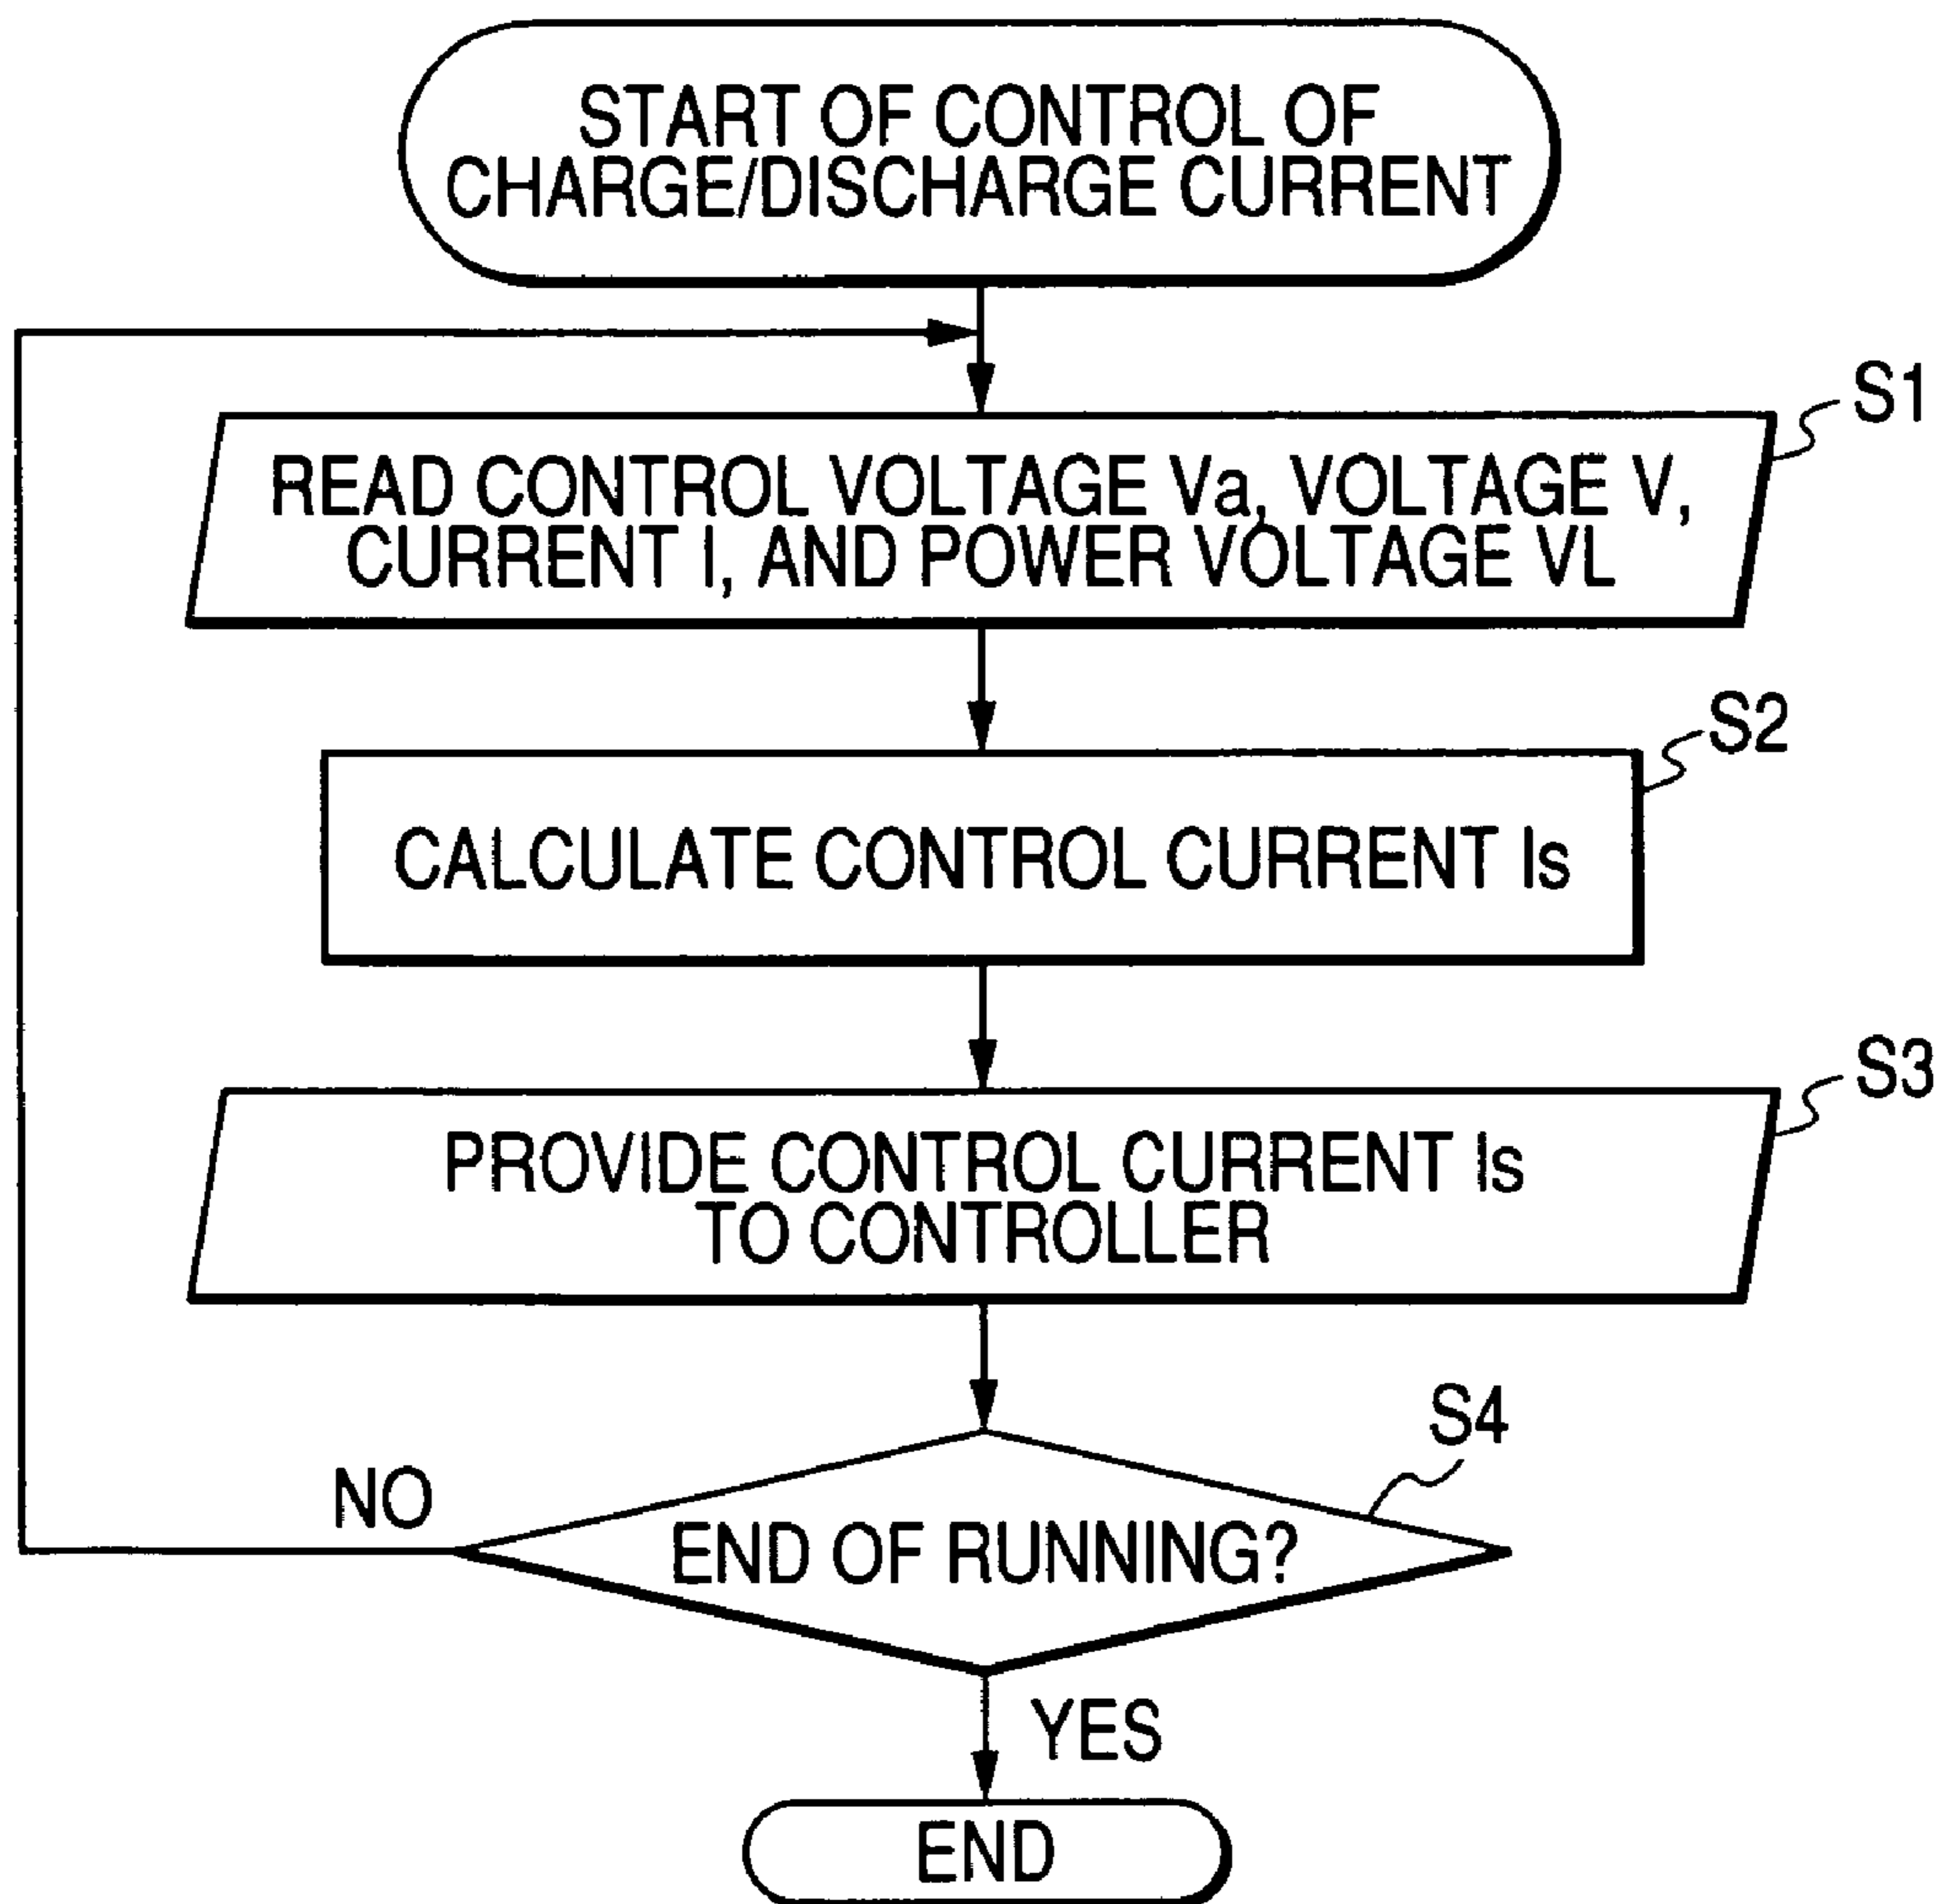 START OF CONTROL OF
CHARGE/DISCHARGE CURRENT
S1
READ CONTROL VOLTAGE Va, VOLTAGE V,
CURRENT I, AND POWER VOLTAGE VL
S2
CALCULATE CONTROL CURRENT Is
S3
PROVIDE CONTROL CURRENT Is
TO CONTROLLER
S4
NO
END OF RUNNING?
YES
END